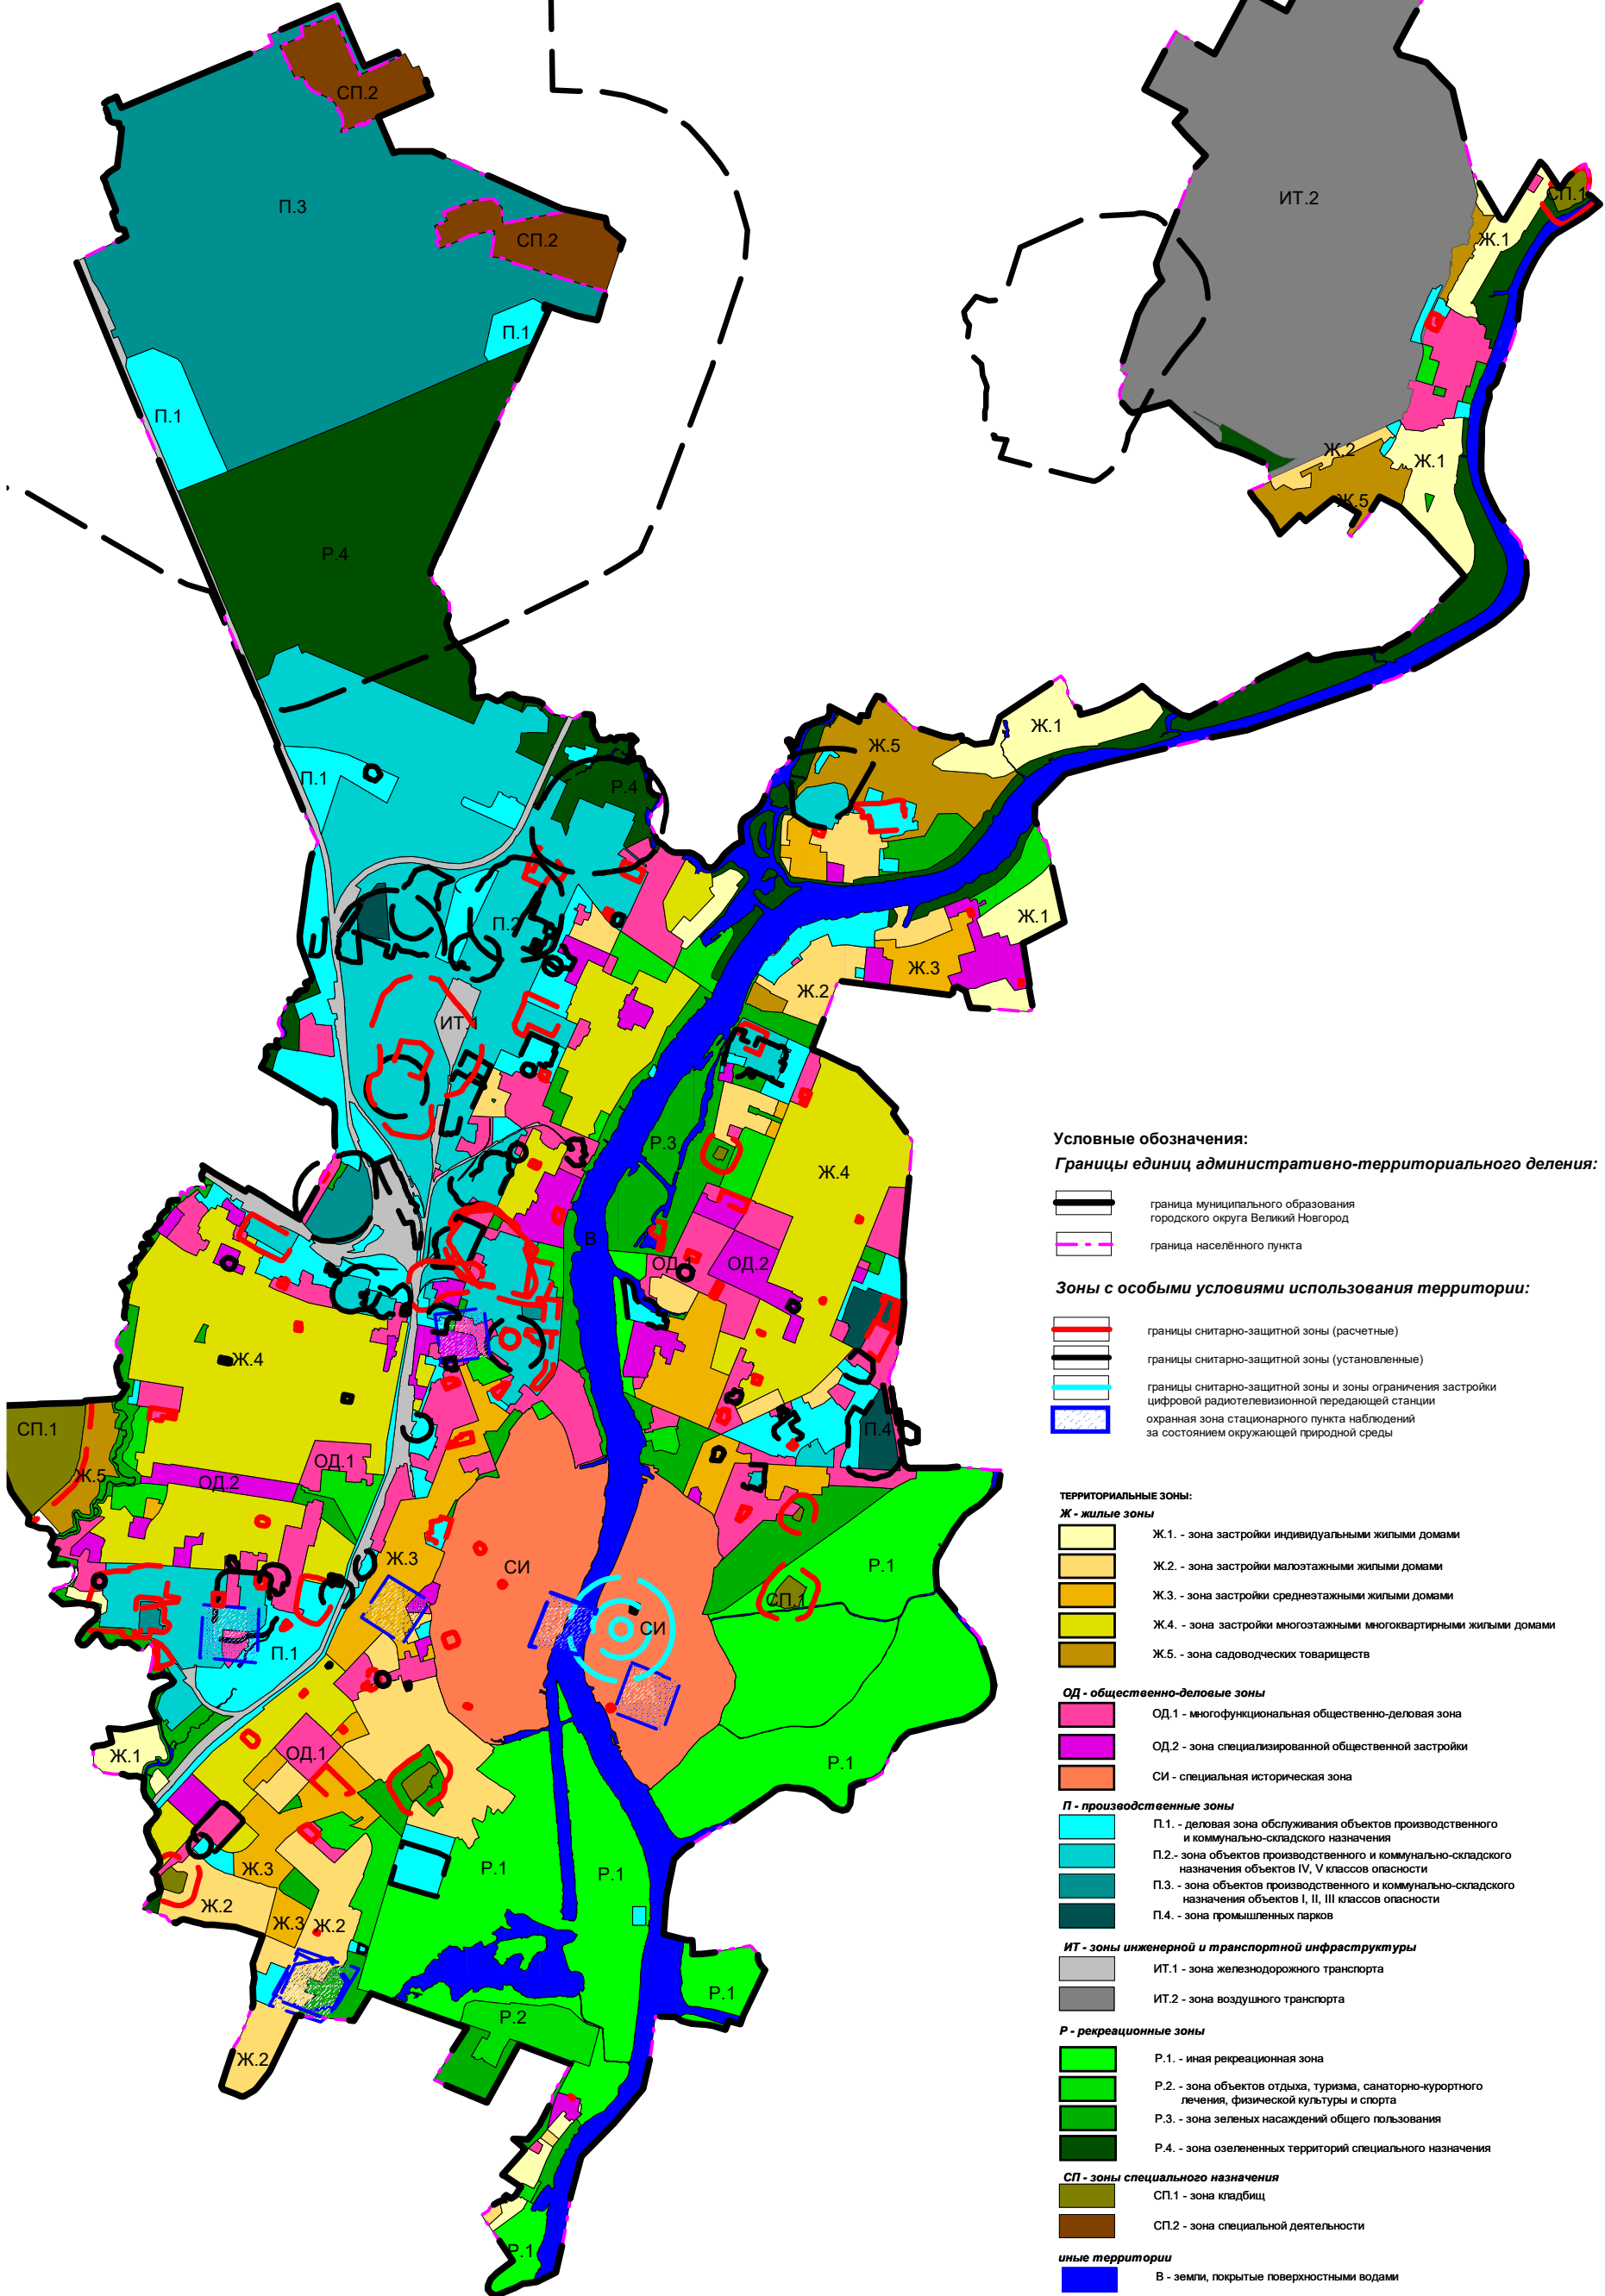 СП.2
П.3
СП.2
П.1
П.1
Р.4
ИТ.2
СП.1
Ж.1
Ж.2
Ж.1
Ж.5
Ж.1
Ж.5
П.1
Р.4
П.2
Ж.1
Ж.3
Ж.2
ИТ.1
Р.3
Ж.4
В
ОД.1
ОД.2
Ж.4
СП.1
Ж.5
ОД.1
ОД.2
П.4
Ж.3
СИ
Р.1
СП.1
СИ
П.1
Ж.1
ОД.1
Р.1
Ж.3
Р.1
Р.1
Ж.2
Ж.3
Ж.2
Р.1
Р.2
Ж.2
Р.1
Условные обозначения:
Границы единиц административно-территориального деления:
граница муниципального образования
городского округа Великий Новгород
граница населённого пункта
Зоны с особыми условиями использования территории:
границы снитарно-защитной зоны (расчетные)
границы снитарно-защитной зоны (установленные)
границы снитарно-защитной зоны и зоны ограничения застройки
цифровой радиотелевизионной передающей станции
охранная зона стационарного пункта наблюдений
за состоянием окружающей природной среды
ТЕРРИТОРИАЛЬНЫЕ ЗОНЫ:
Ж - жилые зоны
Ж.1. - зона застройки индивидуальными жилыми домами
Ж.2. - зона застройки малоэтажными жилыми домами
Ж.3. - зона застройки среднеэтажными жилыми домами
Ж.4. - зона застройки многоэтажными многоквартирными жилыми домами
Ж.5. - зона садоводческих товариществ
ОД - общественно-деловые зоны
ОД.1 - многофункциональная общественно-деловая зона
ОД.2 - зона специализированной общественной застройки
СИ - специальная историческая зона
П - производственные зоны
П.1. - деловая зона обслуживания объектов производственного
и коммунально-складского назначения
П.2.- зона объектов производственного и коммунально-складского
назначения объектов IV, V классов опасности
П.3. - зона объектов производственного и коммунально-складского
назначения объектов I, II, III классов опасности
П.4. - зона промышленных парков
ИТ - зоны инженерной и транспортной инфраструктуры
ИТ.1 - зона железнодорожного транспорта
ИТ.2 - зона воздушного транспорта
Р - рекреационные зоны
Р.1. - иная рекреационная зона
Р.2. - зона объектов отдыха, туризма, санаторно-курортного
лечения, физической культуры и спорта
Р.3. - зона зеленых насаждений общего пользования
Р.4. - зона озелененных территорий специального назначения
СП - зоны специального назначения
СП.1 - зона кладбищ
СП.2 - зона специальной деятельности
иные территории
В - земли, покрытые поверхностными водами